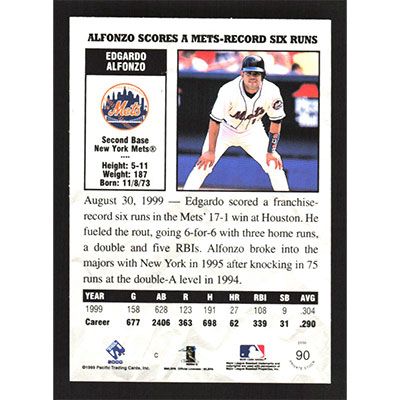 ALFONZO SCORES A METS-RECORD SIX RUNS
EDGARDO
ALFONZO
Mets
Second Base
New York Mets®
Height: 5-11
Weight: 187
Born: 11/8/73
August 30, 1999 — Edgardo scored a franchise-
record six runs in the Mets' 17-1 win at Houston. He
fueled the rout, going 6-for-6 with three home runs,
a double and five RBIs. Alfonzo broke into the
majors with New York in 1995 after knocking in 75
runs at the double-A level in 1994.
YEAR G AB R H HR RBI SB AVG
1999 158 628 123 191 27 108 9 .304
Career 677 2406 363 698 62 339 31 .290
2000
©1999 Pacific Trading Cards, Inc.
C
90
PRIVATE STOCK